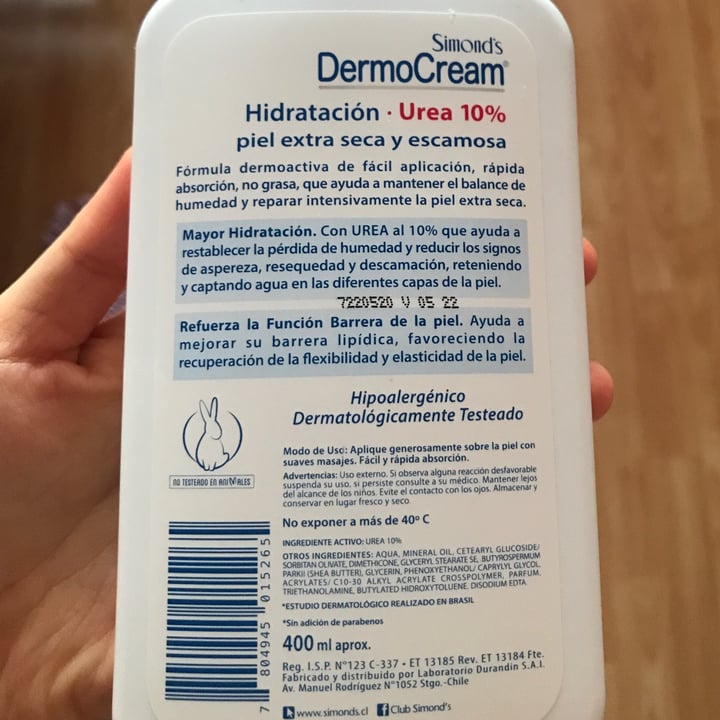 Simond's
DermoCream®
Hidratación · Urea 10%
piel extra seca y escamosa
Fórmula dermoactiva de fácil aplicación, rápida
absorción, no grasa, que ayuda a mantener el balance de
humedad y reparar intensivamente la piel extra seca.
Mayor Hidratación. Con UREA al 10% que ayuda a
restablecer la pérdida de humedad y reducir los signos
de aspereza, resequedad y descamación, reteniendo
y captando agua en las diferentes capas de la piel.
7220520 V 05 22
Refuerza la Función Barrera de la piel. Ayuda a
mejorar su barrera lipídica, favoreciendo la
recuperación de la flexibilidad y elasticidad de la piel.
Hipoalergénico
Dermatológicamente Testeado
NO TESTEADO EN ANIMALES
Modo de Uso: Aplique generosamente sobre la piel con
suaves masajes. Fácil y rápida absorción.
Advertencias: Uso externo. Si observa alguna reacción desfavorable
suspenda su uso, si persiste consulte a su médico. Mantener lejos
del alcance de los niños. Evite el contacto con los ojos. Almacenar y
conservar en lugar fresco y seco.
No exponer a más de 40º C
INGREDIENTE ACTIVO: UREA 10%
OTROS INGREDIENTES: AQUA, MINERAL OIL, CETEARYL GLUCOSIDE/
SORBITAN OLIVATE, DIMETHICONE, GLYCERYL STEARATE SE, BUTYROSPERMUM
PARKII (SHEA BUTTER), GLYCERIN, PHENOXYETHANOL/ CAPRYLYL GLYCOL,
ACRYLATES/ C10-30 ALKYL ACRYLATE CROSSPOLYMER, PARFUM,
TRIETHANOLAMINE, BUTYLATED HIDROXYTOLUENE, DISODIUM EDTA.
*ESTUDIO DERMATOLÓGICO REALIZADO EN BRASIL
*Sin adición de parabenos
400 ml aprox.
Reg. I.S.P. N°123 C-337 • ET 13185 Rev. ET 13184 Fte.
Fabricado y distribuido por Laboratorio Durandin S.A.I.
Av. Manuel Rodríguez N°1052 Stgo.-Chile
www.simonds.cl Club Simond's
7 804945 015265